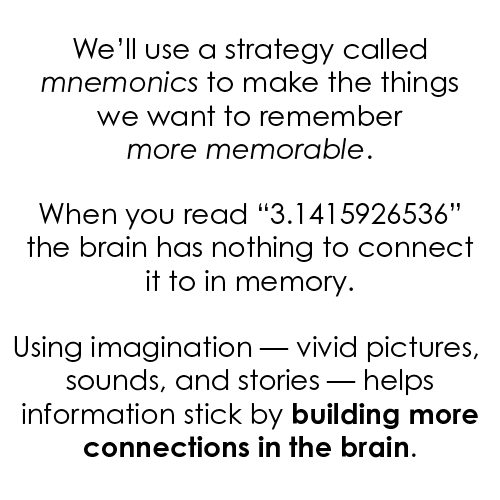 We’ll use a strategy called
mnemonics to make the things
we want to remember
more memorable.
When you read “3.1415926536”
the brain has nothing to connect
it to in memory.
Using imagination — vivid pictures,
sounds, and stories — helps
information stick by building more
connections in the brain.